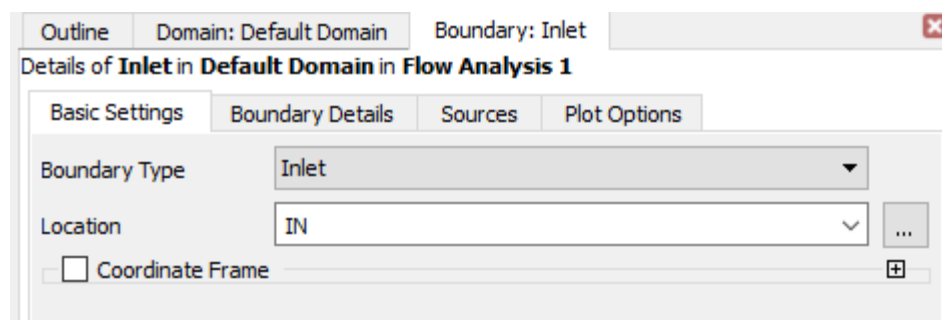 Outline Domain: Default Domain Boundary: Inlet
Details of Inlet in Default Domain in Flow Analysis 1
Basic Settings Boundary Details Sources Plot Options
Boundary Type Inlet
Location IN ...
Coordinate Frame